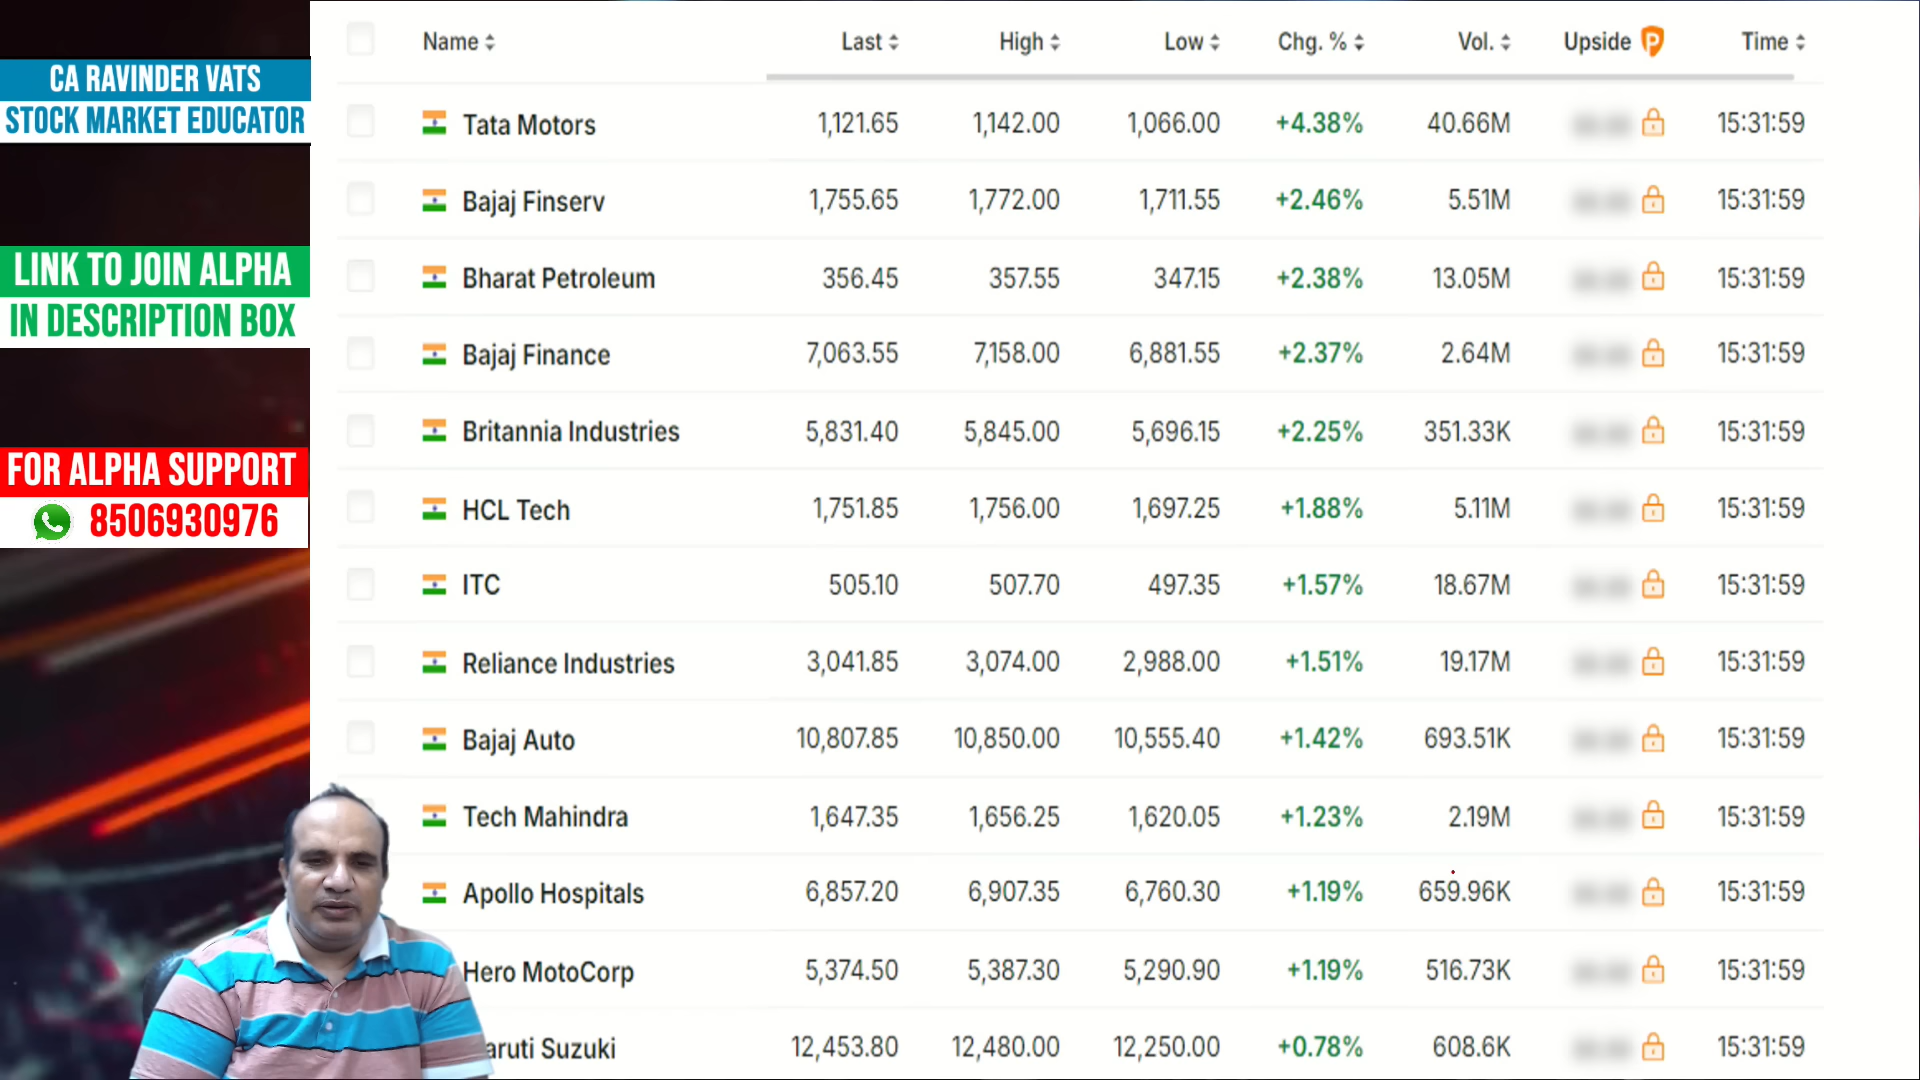 CA RAVINDER VATS
STOCK MARKET EDUCATOR
LINK TO JOIN ALPHA
IN DESCRIPTION BOX
FOR ALPHA SUPPORT
8506930976
Name Last High Low Chg. % Vol. Upside P Time
Tata Motors 1,121.65 1,142.00 1,066.00 +4.38% 40.66M 15:31:59
Bajaj Finserv 1,755.65 1,772.00 1,711.55 +2.46% 5.51M 15:31:59
Bharat Petroleum 356.45 357.55 347.15 +2.38% 13.05M 15:31:59
Bajaj Finance 7,063.55 7,158.00 6,881.55 +2.37% 2.64M 15:31:59
Britannia Industries 5,831.40 5,845.00 5,696.15 +2.25% 351.33K 15:31:59
HCL Tech 1,751.85 1,756.00 1,697.25 +1.88% 5.11M 15:31:59
ITC 505.10 507.70 497.35 +1.57% 18.67M 15:31:59
Reliance Industries 3,041.85 3,074.00 2,988.00 +1.51% 19.17M 15:31:59
Bajaj Auto 10,807.85 10,850.00 10,555.40 +1.42% 693.51K 15:31:59
Tech Mahindra 1,647.35 1,656.25 1,620.05 +1.23% 2.19M 15:31:59
Apollo Hospitals 6,857.20 6,907.35 6,760.30 +1.19% 659.96K 15:31:59
Hero MotoCorp 5,374.50 5,387.30 5,290.90 +1.19% 516.73K 15:31:59
aruti Suzuki 12,453.80 12,480.00 12,250.00 +0.78% 608.6K 15:31:59